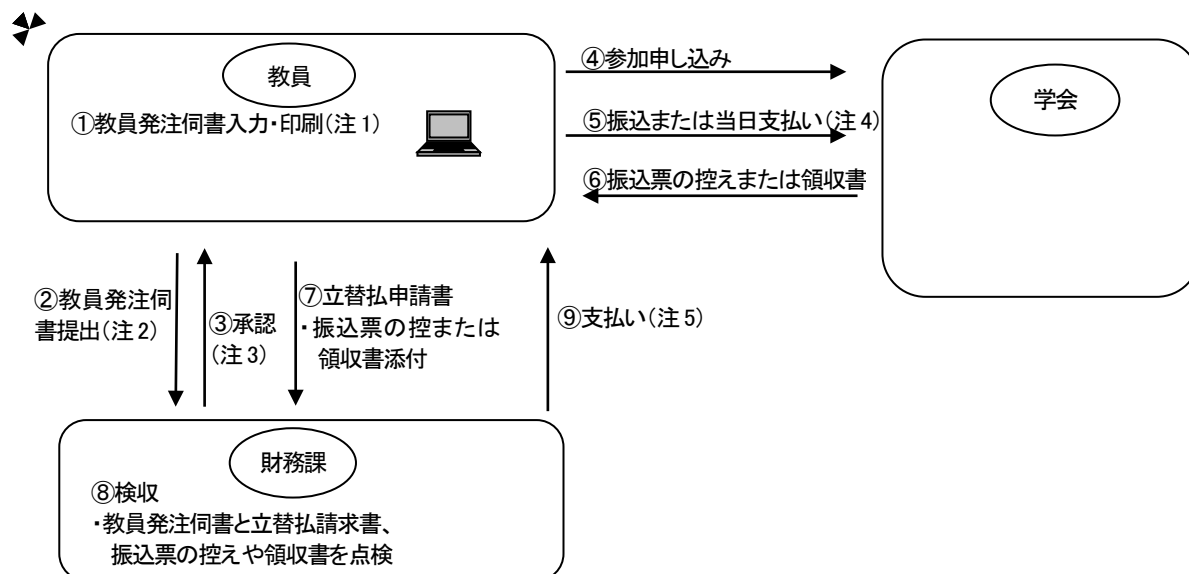 教員
①教員発注伺書入力・印刷(注1)
④参加申し込み
⑤振込または当日支払い(注4)
⑥振込票の控えまたは領収書
学会
②教員発注伺
書提出(注2)
③承認
(注3)
⑦立替払申請書
・振込票の控または
領収書添付
⑨支払い(注5)
財務課
⑧検収
・教員発注伺書と立替払請求書、
振込票の控えや領収書を点検